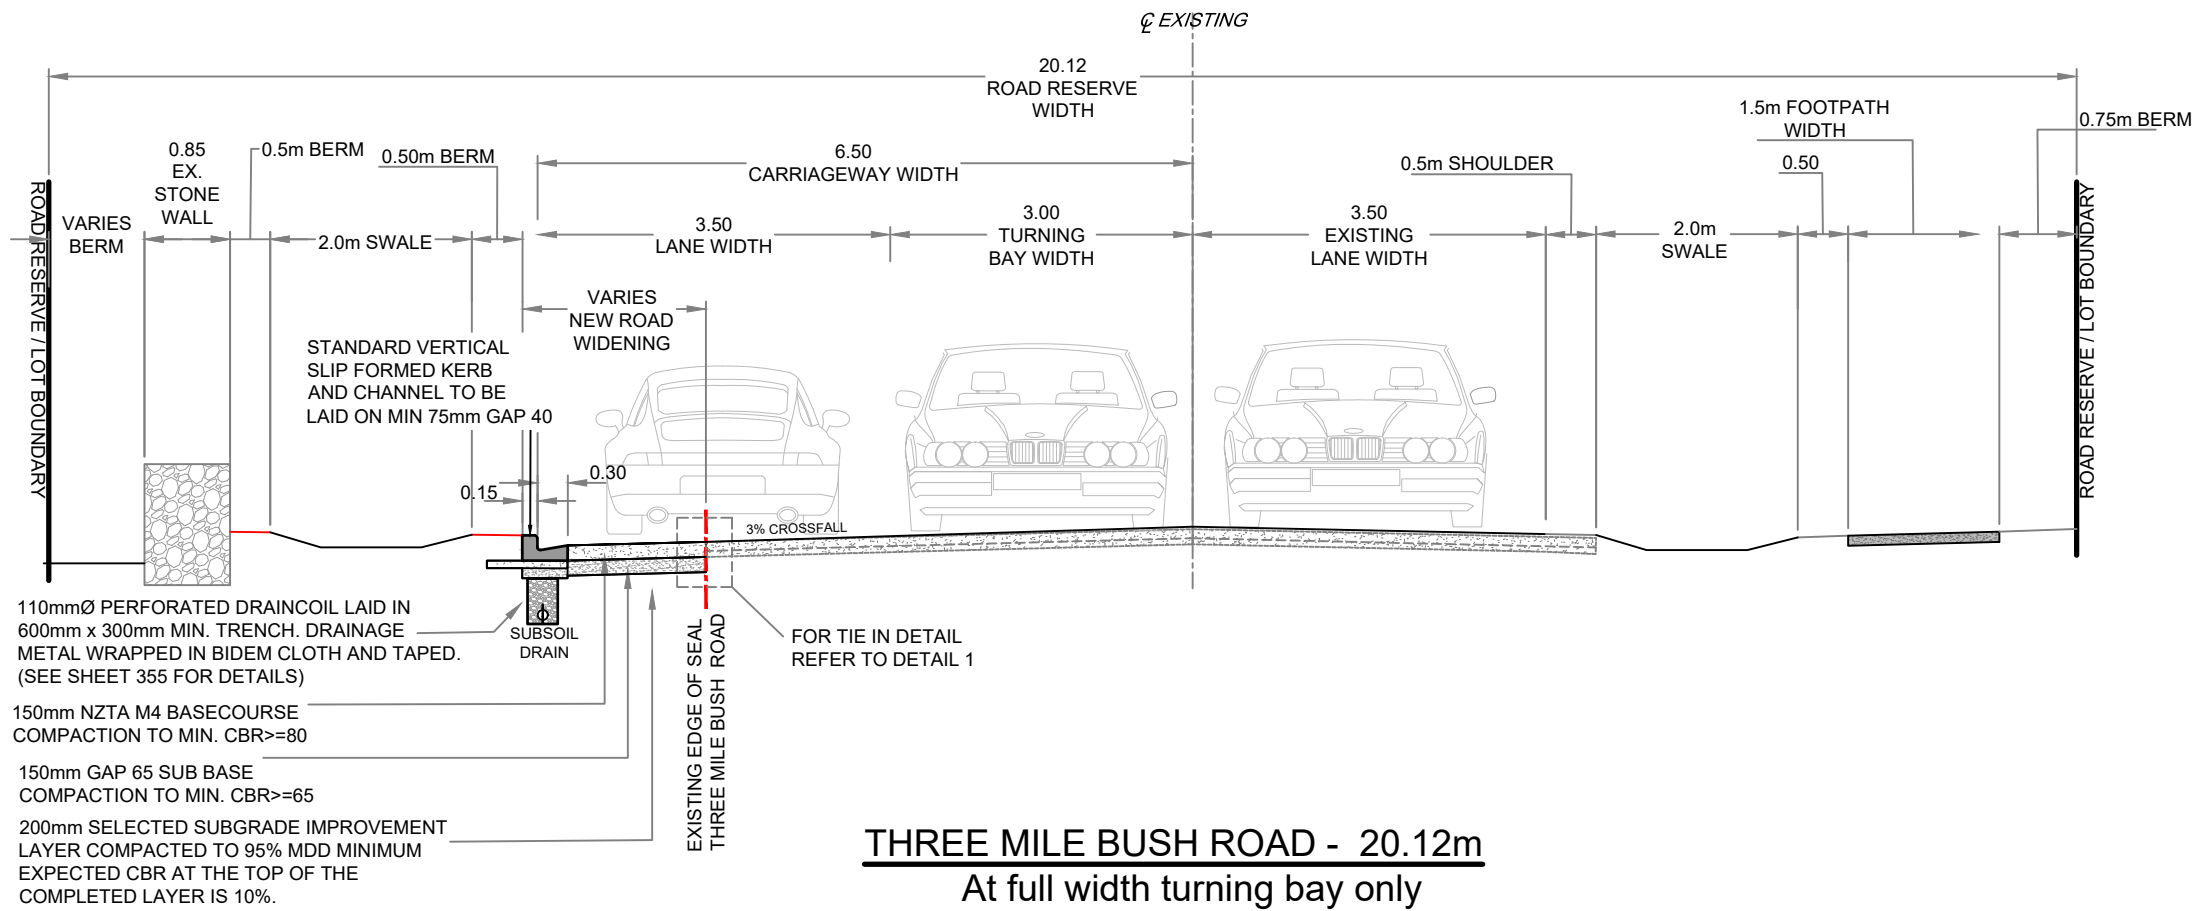 ℄ EXISTING
20.12
ROAD RESERVE
WIDTH
1.5m FOOTPATH
WIDTH
0.75m BERM
0.85
EX.
STONE
WALL
0.5m BERM
0.50m BERM
6.50
CARRIAGEWAY WIDTH
0.5m SHOULDER
0.50
ROAD RESERVE / LOT BOUNDARY
VARIES
BERM
2.0m SWALE
3.50
LANE WIDTH
3.00
TURNING
BAY WIDTH
3.50
EXISTING
LANE WIDTH
2.0m
SWALE
ROAD RESERVE / LOT BOUNDARY
VARIES
NEW ROAD
WIDENING
STANDARD VERTICAL
SLIP FORMED KERB
AND CHANNEL TO BE
LAID ON MIN 75mm GAP 40
0.30
0.15
3% CROSSFALL
110mmØ PERFORATED DRAINCOIL LAID IN
600mm x 300mm MIN. TRENCH. DRAINAGE
METAL WRAPPED IN BIDEM CLOTH AND TAPED.
(SEE SHEET 355 FOR DETAILS)
SUBSOIL
DRAIN
EXISTING EDGE OF SEAL
THREE MILE BUSH ROAD
FOR TIE IN DETAIL
REFER TO DETAIL 1
150mm NZTA M4 BASECOURSE
COMPACTION TO MIN. CBR>=80
150mm GAP 65 SUB BASE
COMPACTION TO MIN. CBR>=65
200mm SELECTED SUBGRADE IMPROVEMENT
LAYER COMPACTED TO 95% MDD MINIMUM
EXPECTED CBR AT THE TOP OF THE
COMPLETED LAYER IS 10%.
THREE MILE BUSH ROAD - 20.12m
At full width turning bay only